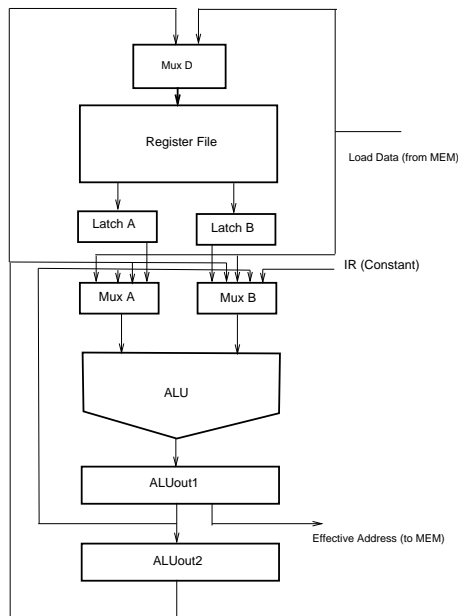 Mux D
Register File
Load Data (from MEM)
Latch A
Latch B
IR (Constant)
Mux A
Mux B
ALU
ALUout1
Effective Address (to MEM)
ALUout2